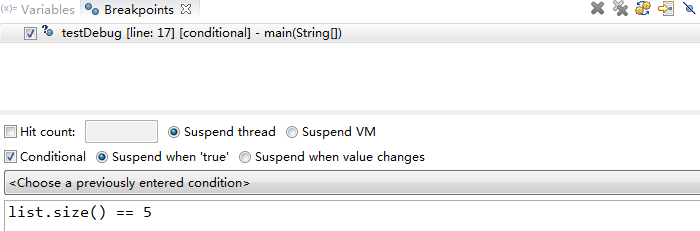 (x)= Variables Breakpoints
testDebug [line: 17] [conditional] - main(String[])
Hit count: Suspend thread Suspend VM
Conditional Suspend when 'true' Suspend when value changes
<Choose a previously entered condition>
list.size() == 5